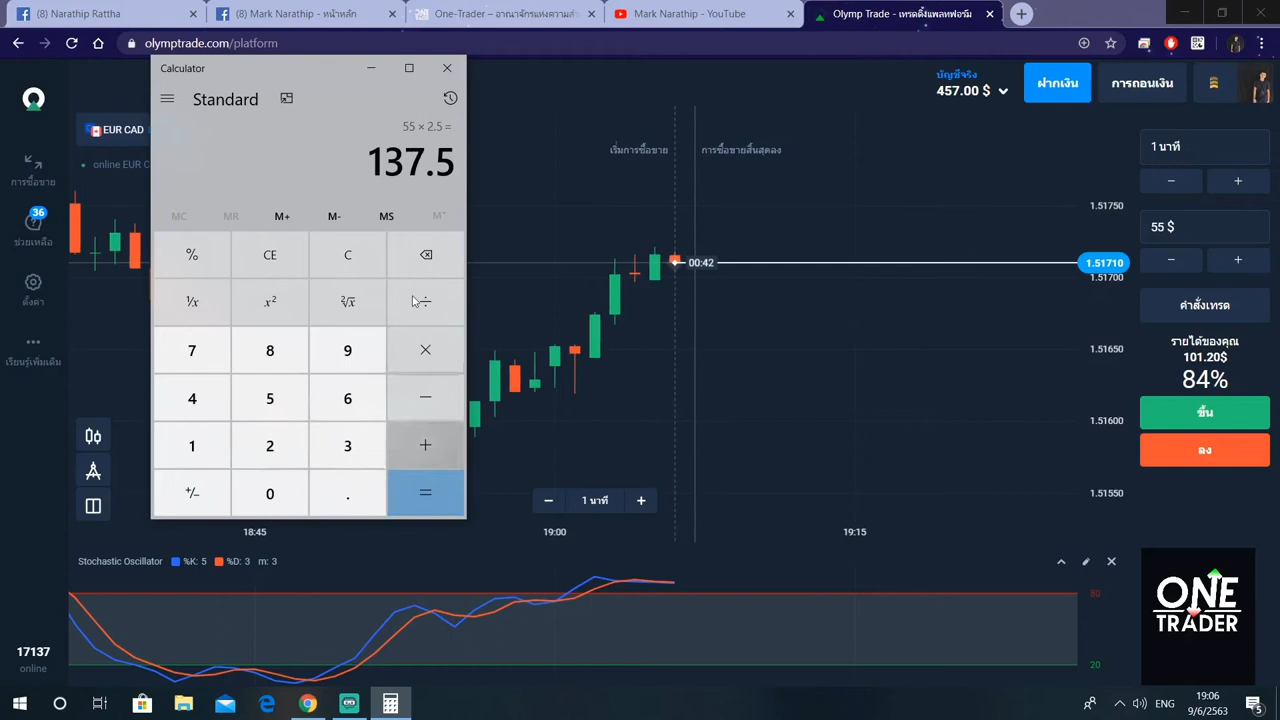 Narathip Rattha
Mark Narathip - หน้าหลัก
One-Trader – อาณาจักรแห่งความสำ
Mark Narathip - YouTube
Olymp Trade - เทรดดิ้งแพลทฟอร์ม
olymptrade.com/platform
Calculator
Standard
55 × 2.5 =
137.5
MC MR M+ M- MS
% CE C
¹/x x² ²√x ÷
7 8 9 ×
4 5 6 −
1 2 3 +
+/− 0 . =
การซื้อขาย
36
ช่วยเหลือ
ตั้งค่า
เรียนรู้เพิ่มเติม
17137
online
EUR CAD
online EUR C
บัญชีจริง
457.00 $
ฝากเงิน
การถอนเงิน
เริ่มการซื้อขาย
การซื้อขายสิ้นสุดลง
00:42
1.51750
1.51710
1.51700
1.51650
1.51600
1.51550
− 1 นาที +
18:45 19:00 19:15
1 นาที
− +
55 $
− +
คำสั่งเทรด
รายได้ของคุณ
101.20$
84%
ขึ้น
ลง
Stochastic Oscillator %K: 5 %D: 3 m: 3
80
20
ONE
TRADER
ENG
19:06
9/6/2563
5